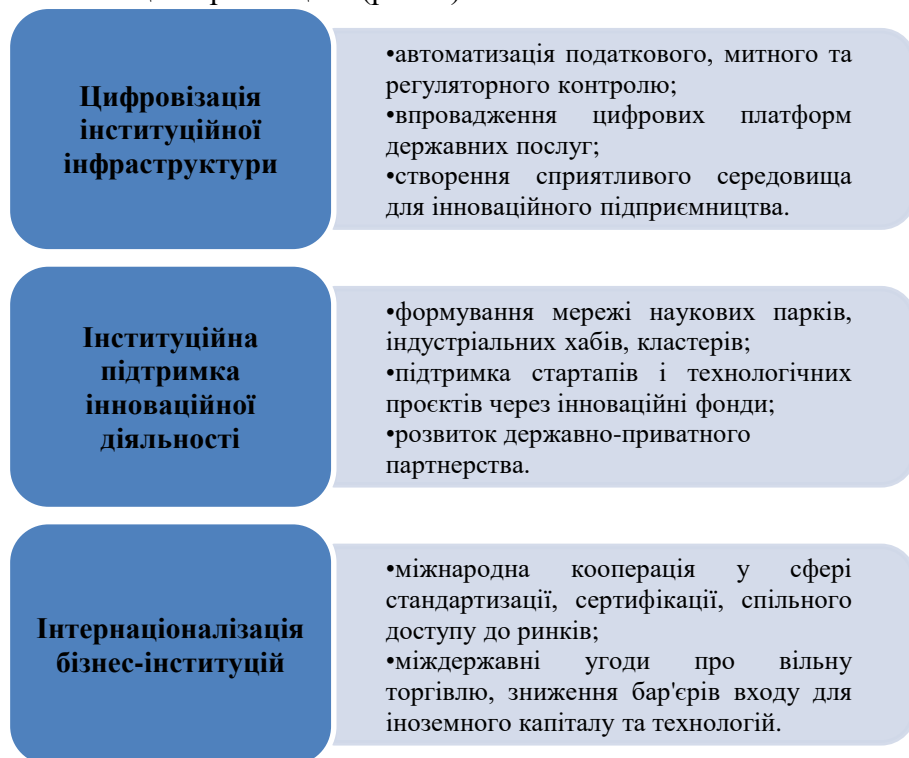 Цифровізація
інституційної
інфраструктури
•автоматизація податкового, митного та
регуляторного контролю;
•впровадження цифрових платформ
державних послуг;
•створення сприятливого середовища
для інноваційного підприємництва.
Інституційна
підтримка
інноваційної
діяльності
•формування мережі наукових парків,
індустріальних хабів, кластерів;
•підтримка стартапів і технологічних
проєктів через інноваційні фонди;
•розвиток державно-приватного
партнерства.
Інтернаціоналізація
бізнес-інституцій
•міжнародна кооперація у сфері
стандартизації, сертифікації, спільного
доступу до ринків;
•міждержавні угоди про вільну
торгівлю, зниження бар'єрів входу для
іноземного капіталу та технологій.